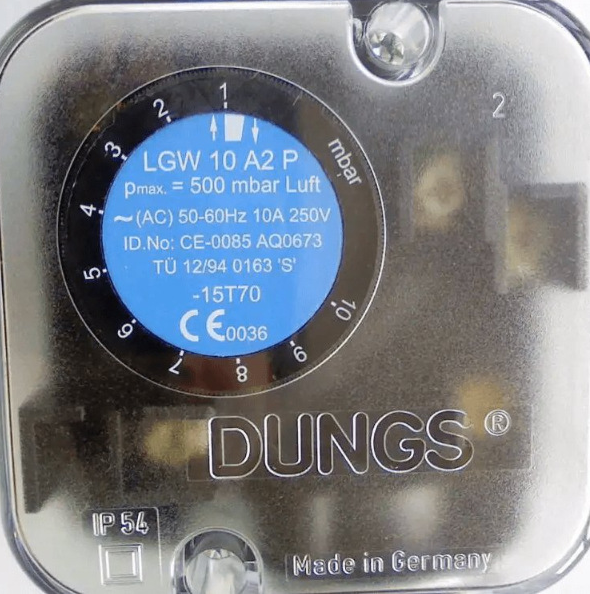 2
1
2
3
4
5
6
7
8
9
10
mbar
LGW 10 A2 P
pmax. = 500 mbar Luft
~(AC) 50-60Hz 10A 250V
ID.No: CE-0085 AQ0673
TÜ 12/94 0163 'S'
-15T70
CE0036
DUNGS®
IP 54
Made in Germany